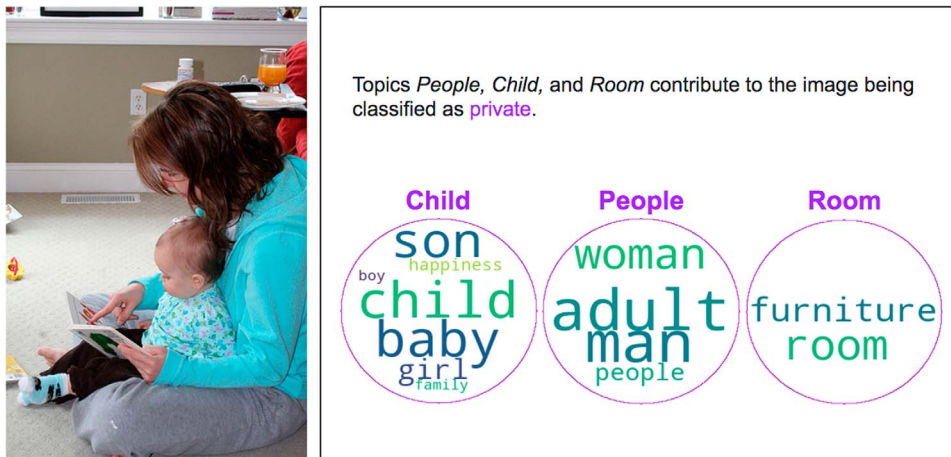 Topics People, Child, and Room contribute to the image being
classified as private.
Child
People
Room
son
happiness
boy
child
baby
girl
family
woman
adult
man
people
furniture
room